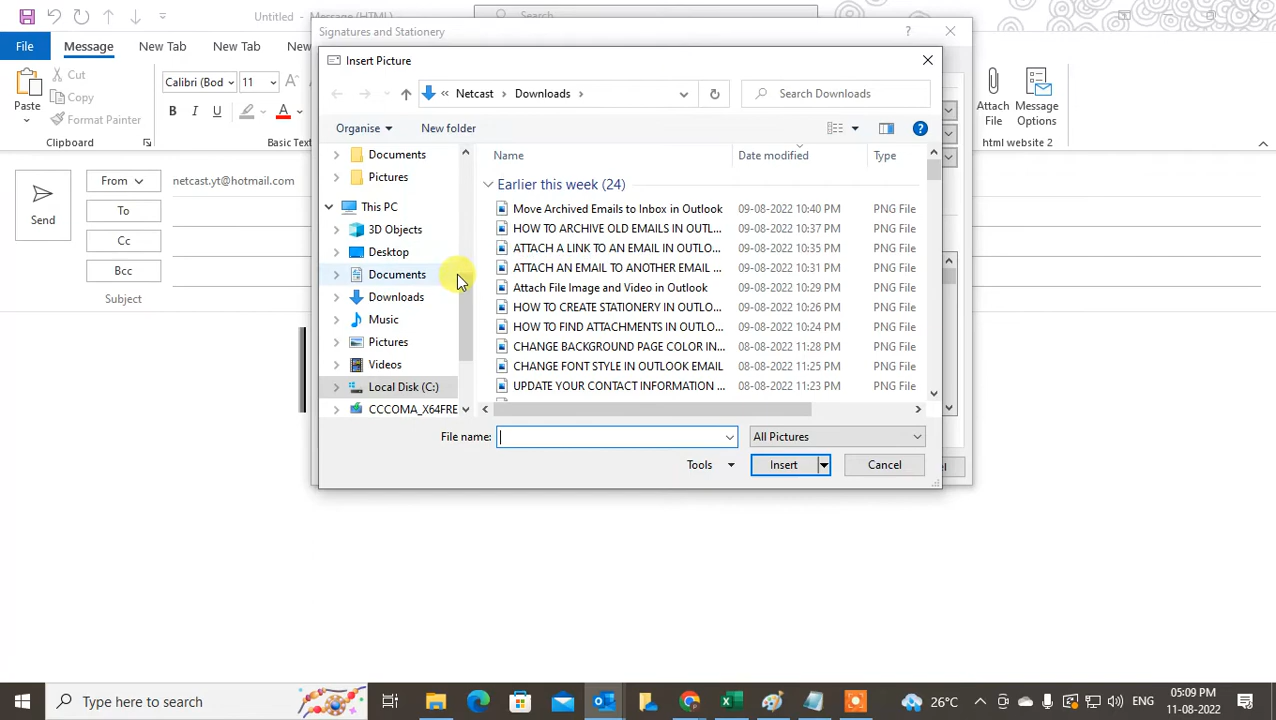 Untitled - Message (HTML)
Search
File
Message
New Tab
New Tab
New
Signatures and Stationery
?
Paste
Cut
Copy
Format Painter
Clipboard
Calibri (Bod
11
A
B
I
U
A
Basic Text
Attach
File
Message
Options
html website 2
Send
From
netcast.yt@hotmail.com
To
Cc
Bcc
Subject
Insert Picture
Netcast
Downloads
Search Downloads
Organise
New folder
?
Documents
Pictures
This PC
3D Objects
Desktop
Documents
Downloads
Music
Pictures
Videos
Local Disk (C:)
CCCOMA_X64FRE
Name
Date modified
Type
Earlier this week (24)
Move Archived Emails to Inbox in Outlook 09-08-2022 10:40 PM PNG File
HOW TO ARCHIVE OLD EMAILS IN OUTL... 09-08-2022 10:37 PM PNG File
ATTACH A LINK TO AN EMAIL IN OUTLO... 09-08-2022 10:35 PM PNG File
ATTACH AN EMAIL TO ANOTHER EMAIL ... 09-08-2022 10:31 PM PNG File
Attach File Image and Video in Outlook 09-08-2022 10:29 PM PNG File
HOW TO CREATE STATIONERY IN OUTLO... 09-08-2022 10:26 PM PNG File
HOW TO FIND ATTACHMENTS IN OUTLO... 09-08-2022 10:24 PM PNG File
CHANGE BACKGROUND PAGE COLOR IN... 08-08-2022 11:28 PM PNG File
CHANGE FONT STYLE IN OUTLOOK EMAIL 08-08-2022 11:25 PM PNG File
UPDATE YOUR CONTACT INFORMATION ... 08-08-2022 11:23 PM PNG File
File name:
All Pictures
Tools
Insert
Cancel
Type here to search
26°C
ENG
05:09 PM
11-08-2022